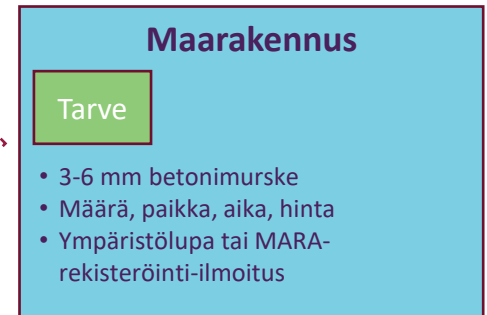 Maarakennus
Tarve
• 3-6 mm betonimurske
• Määrä, paikka, aika, hinta
• Ympäristölupa tai MARA-
rekisteröinti-ilmoitus